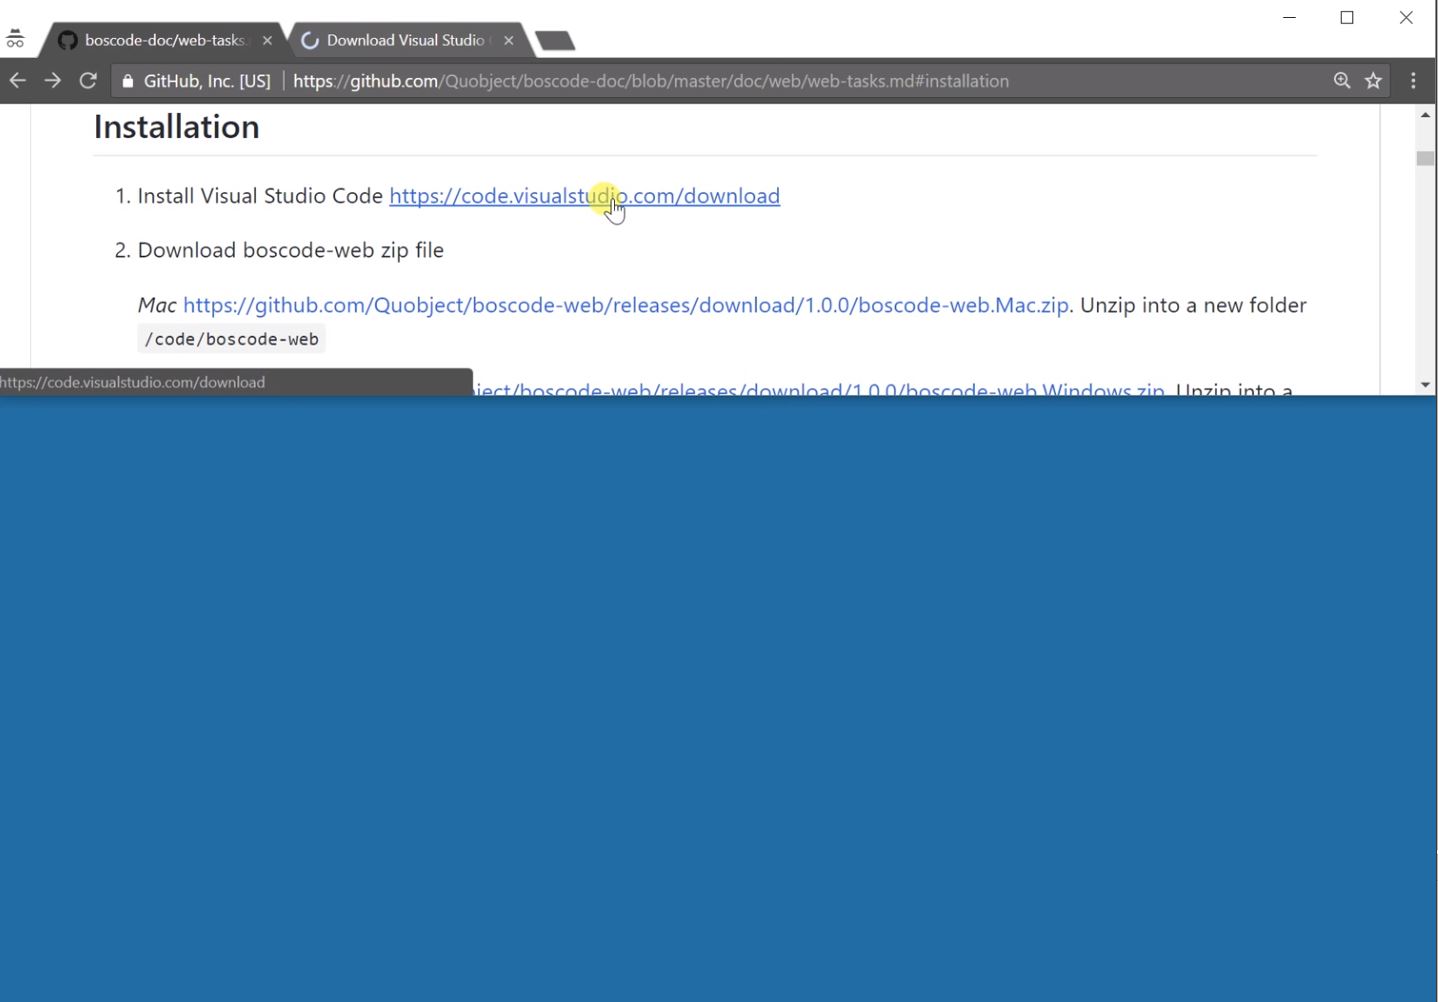 boscode-doc/web-tasks.
Download Visual Studio
GitHub, Inc. [US] https://github.com/Quobject/boscode-doc/blob/master/doc/web/web-tasks.md#installation
Installation
1. Install Visual Studio Code https://code.visualstudio.com/download
2. Download boscode-web zip file
Mac https://github.com/Quobject/boscode-web/releases/download/1.0.0/boscode-web.Mac.zip. Unzip into a new folder
/code/boscode-web
https://code.visualstudio.com/download
ject/boscode-web/releases/download/1.0.0/boscode-web.Windows.zip. Unzip into a